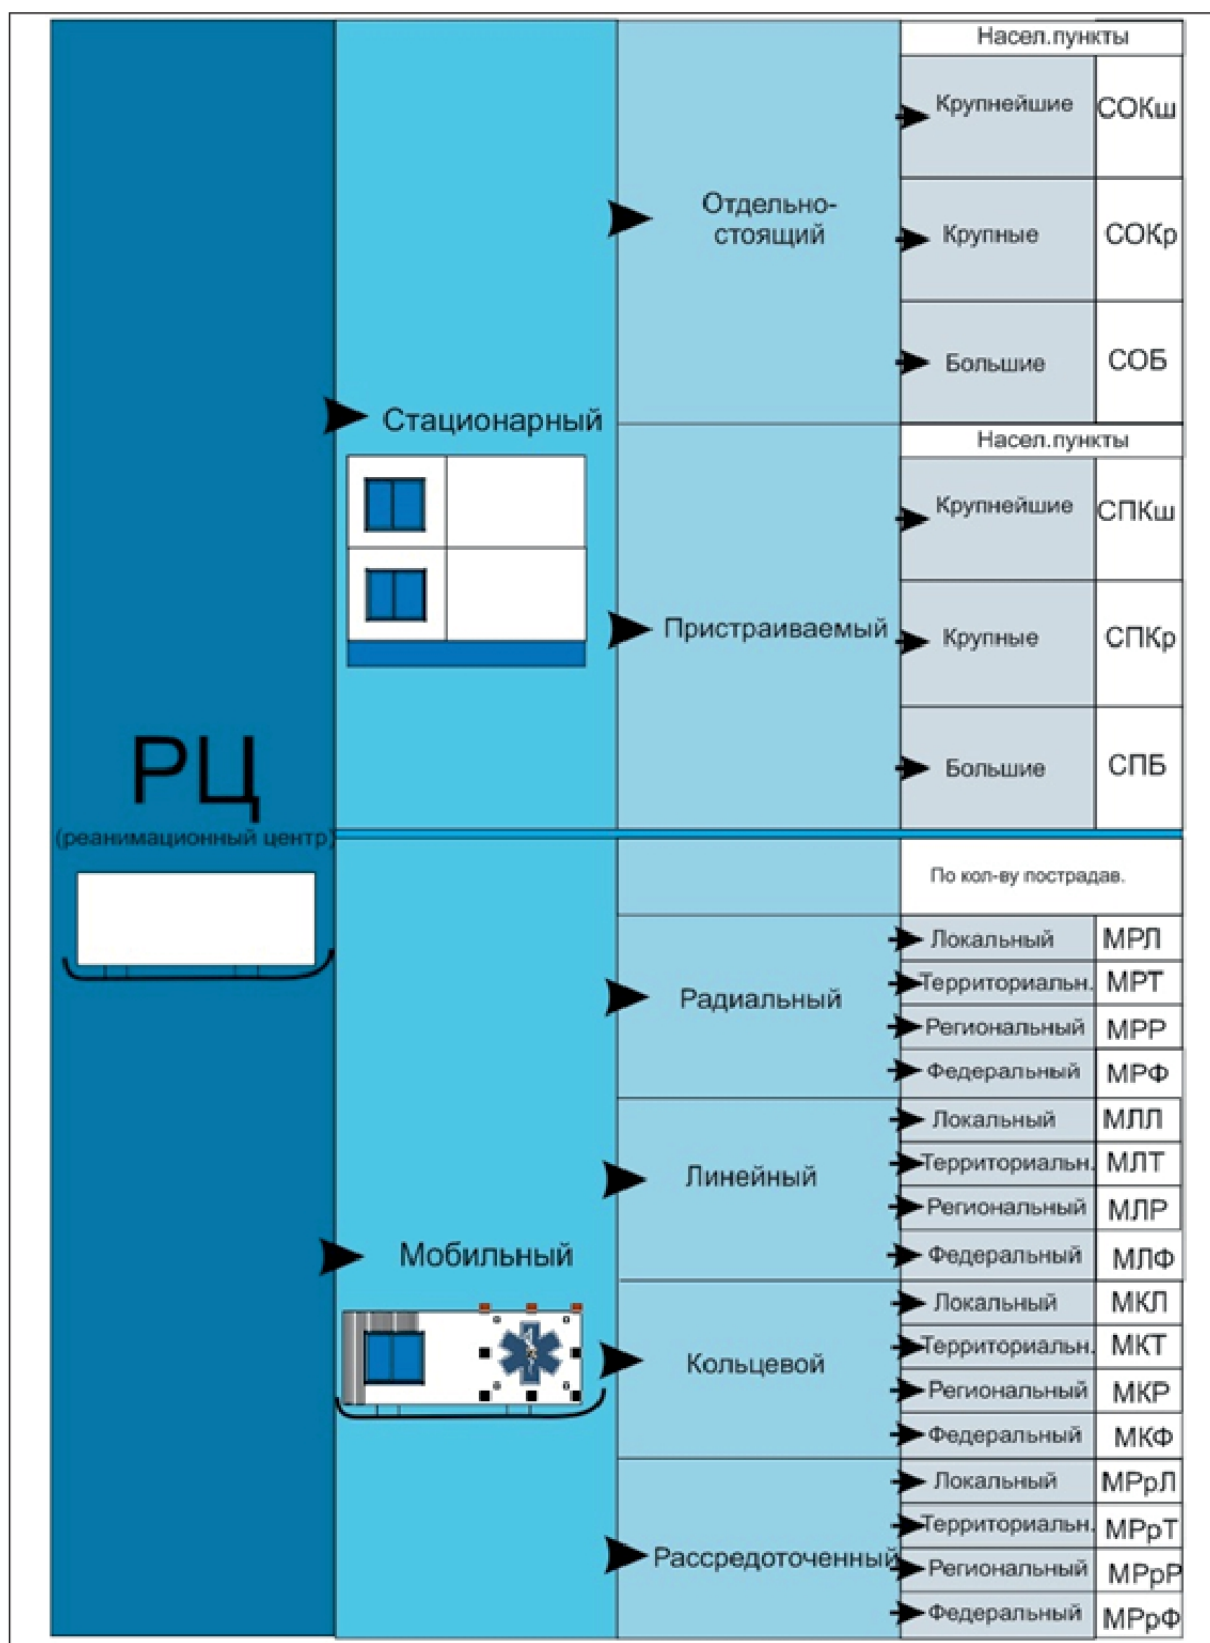 РЦ
(реанимационный центр)
Стационарный
Отдельно-
стоящий
Насел.пункты
Крупнейшие СОКш
Крупные СОКр
Большие СОБ
Пристраиваемый
Насел.пункты
Крупнейшие СПКш
Крупные СПКр
Большие СПБ
Мобильный
По кол-ву пострадав.
Радиальный
Локальный МРЛ
Территориальн. МРТ
Региональный МРР
Федеральный МРФ
Линейный
Локальный МЛЛ
Территориальн. МЛТ
Региональный МЛР
Федеральный МЛФ
Кольцевой
Локальный МКЛ
Территориальн. МКТ
Региональный МКР
Федеральный МКФ
Рассредоточенный
Локальный МРрЛ
Территориальн. МРрТ
Региональный МРрР
Федеральный МРрФ